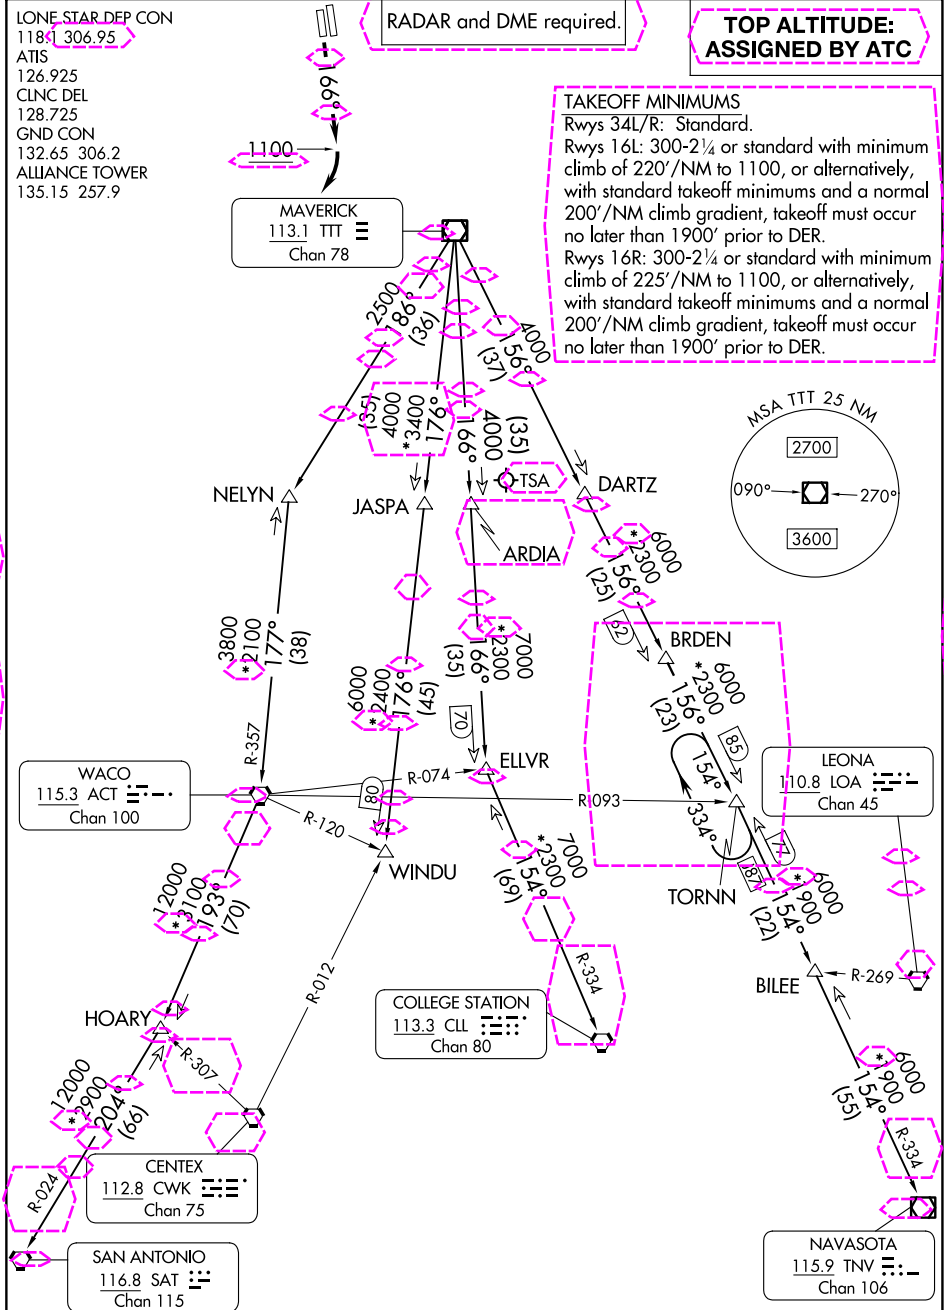 LONE STAR DEP CON
118.1 306.95
ATIS
126.925
CLNC DEL
128.725
GND CON
132.65 306.2
ALLIANCE TOWER
135.15 257.9
RADAR and DME required.
TOP ALTITUDE:
ASSIGNED BY ATC
166°
1100
TAKEOFF MINIMUMS
Rwys 34L/R: Standard.
Rwys 16L: 300-2¼ or standard with minimum
climb of 220'/NM to 1100, or alternatively,
with standard takeoff minimums and a normal
200'/NM climb gradient, takeoff must occur
no later than 1900' prior to DER.
Rwys 16R: 300-2¼ or standard with minimum
climb of 225'/NM to 1100, or alternatively,
with standard takeoff minimums and a normal
200'/NM climb gradient, takeoff must occur
no later than 1900' prior to DER.
MAVERICK
113.1 TTT
Chan 78
2500
186°
(36)
(35)
4000
*3400
176°
166°
4000
(35)
4000
156°
(37)
MSA TTT 25 NM
2700
090°
270°
3600
TSA
NELYN
JASPA
ARDIA
DARTZ
6000
*2300
156°
(25)
62
BRDEN
3800
*2100
177°
(38)
R-357
6000
*2400
176°
(45)
80
7000
*2300
166°
(35)
70
6000
*2300
156°
(23)
85
154°
334°
WACO
115.3 ACT
Chan 100
R-074
ELLVR
R-093
R-120
WINDU
TORNN
77
87
LEONA
110.8 LOA
Chan 45
12000
*3100
193°
(70)
7000
*2300
154°
(69)
6000
*1900
154°
(22)
HOARY
R-307
R-012
COLLEGE STATION
113.3 CLL
Chan 80
R-334
BILEE
R-269
12000
*2900
204°
(66)
R-024
CENTEX
112.8 CWK
Chan 75
6000
*1900
154°
(55)
R-334
SAN ANTONIO
116.8 SAT
Chan 115
NAVASOTA
115.9 TNV
Chan 106